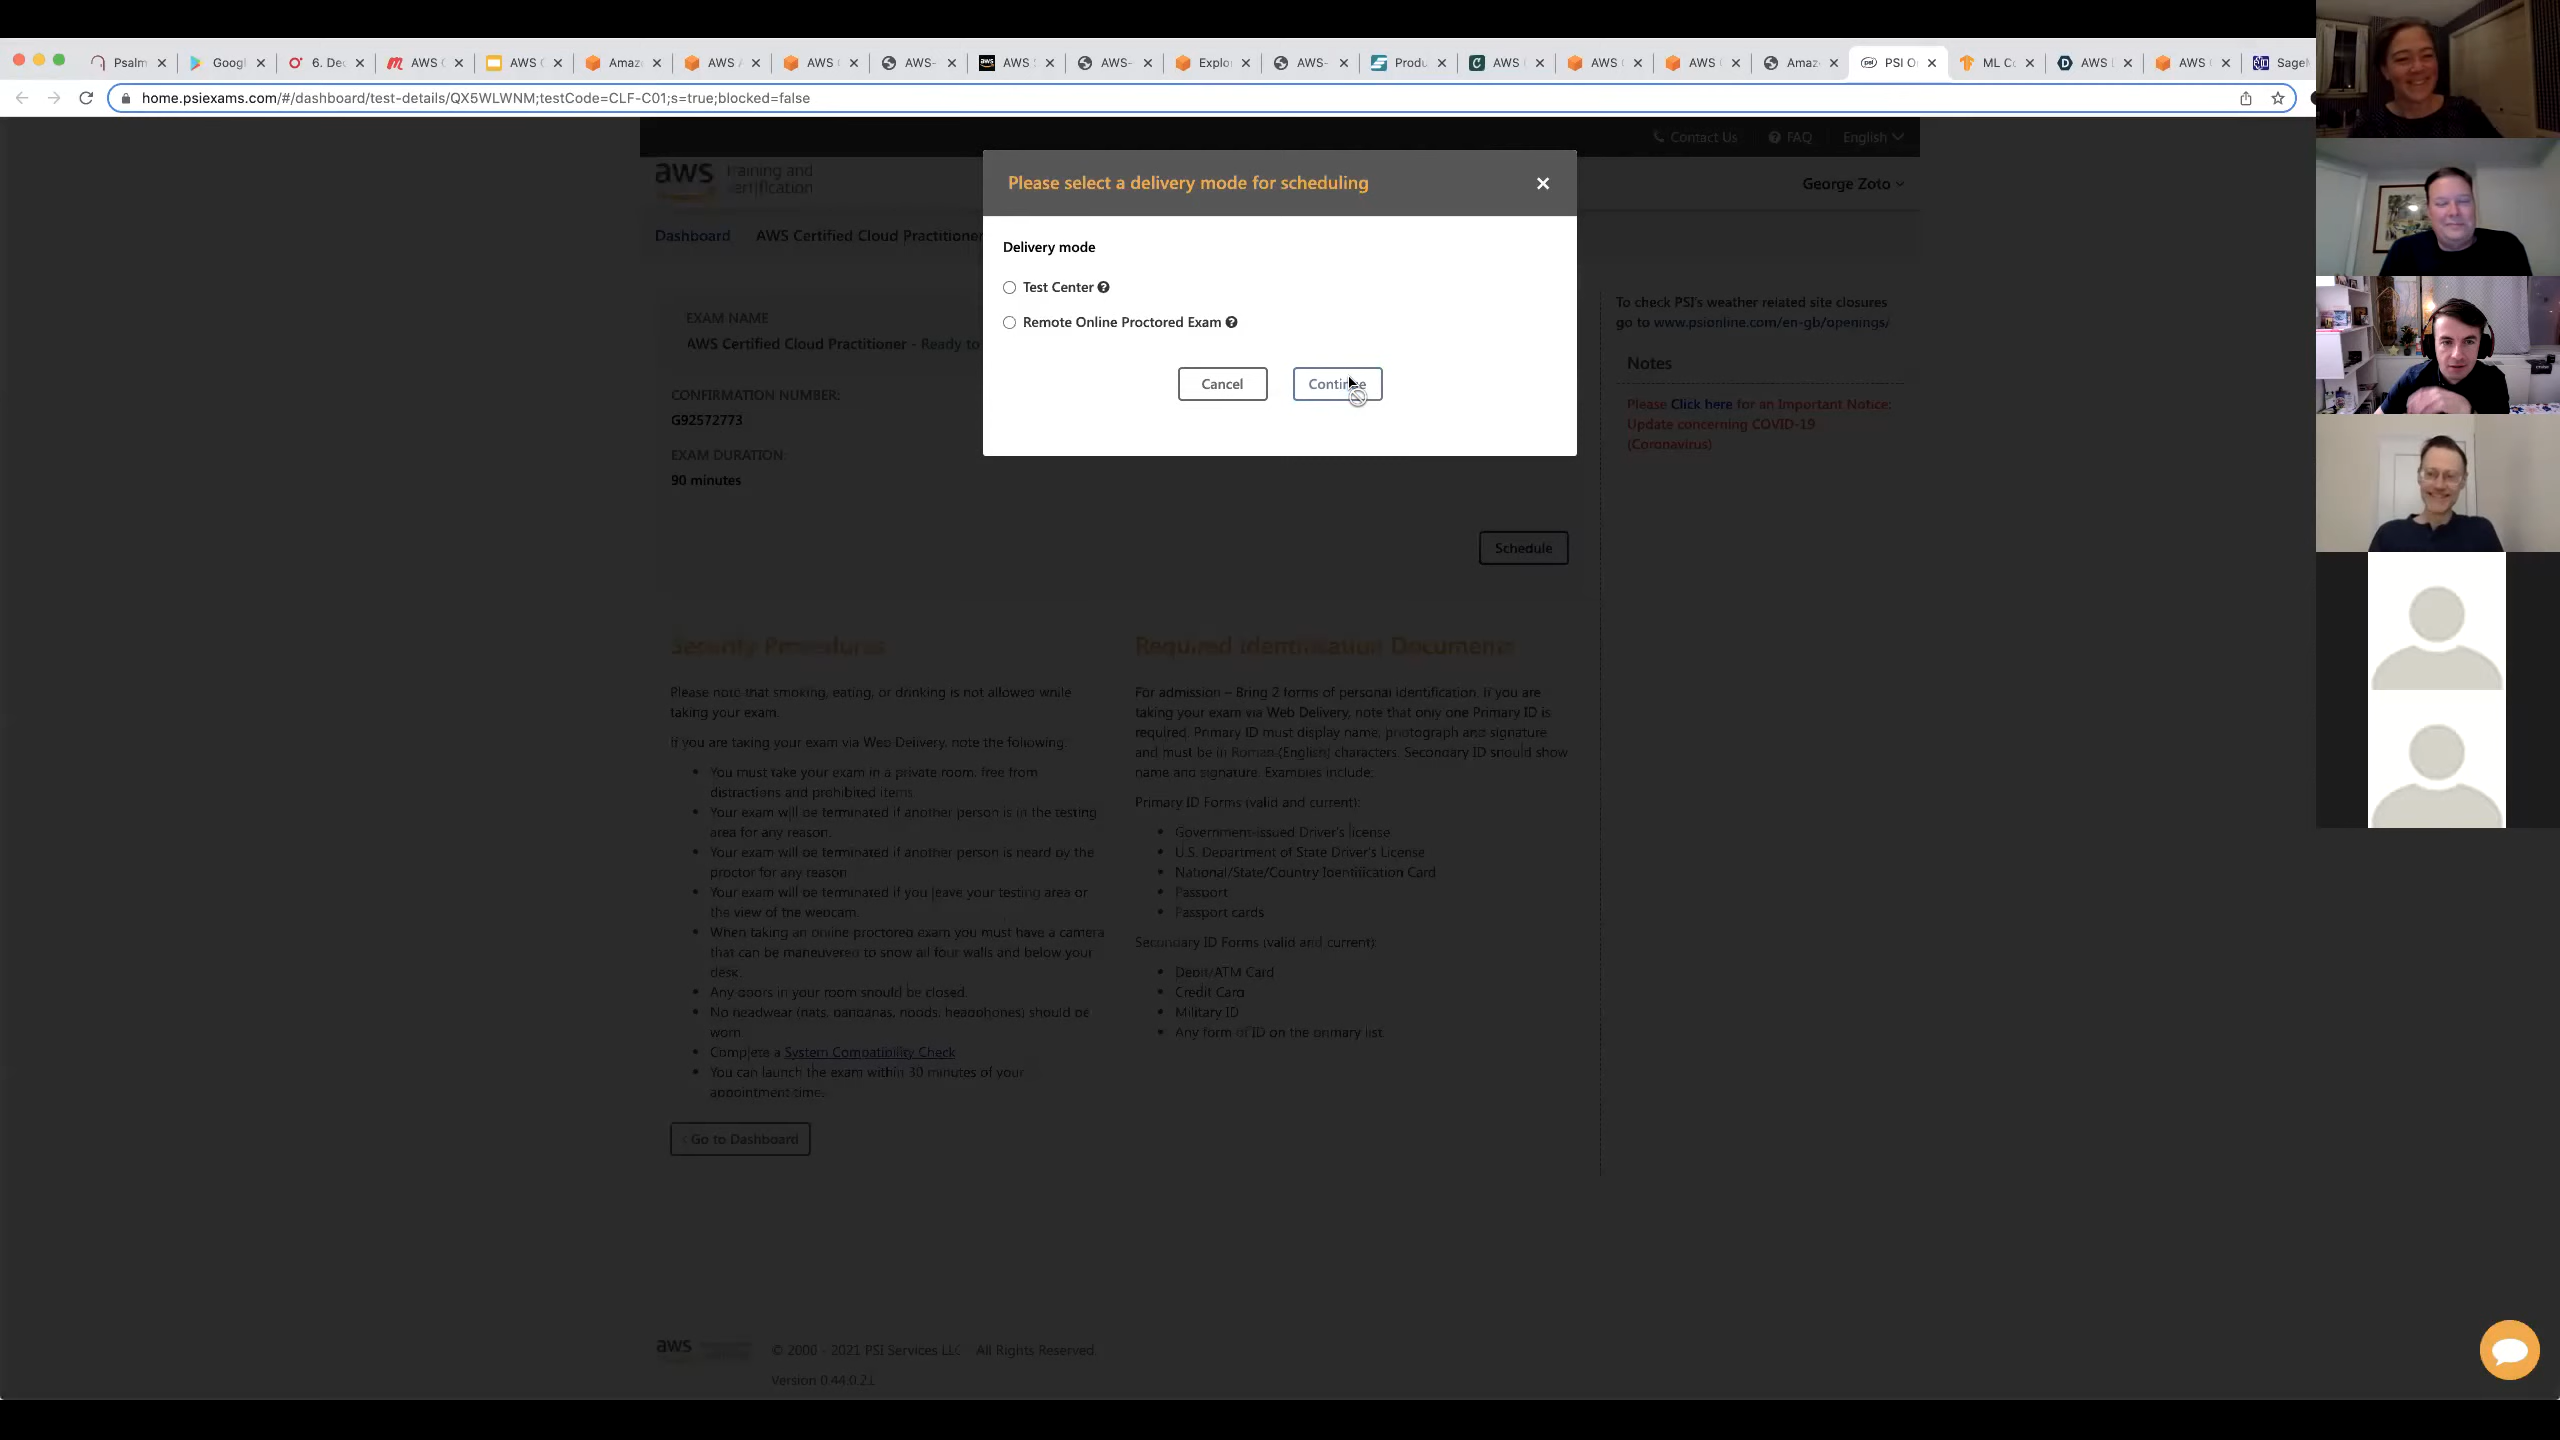 Psalm
Googl
6. Dec
AWS C
AWS C
Amaz
AWS A
AWS C
AWS-
AWS S
AWS-
Explo
AWS-
Produ
AWS
AWS
AWS
Amaz
PSI O
ML Co
AWS
AWS
SageM
home.psiexams.com/#/dashboard/test-details/QX5WLWNM;testCode=CLF-C01;s=true;blocked=false
Contact Us
FAQ
English
aws
training and
certification
George Zoto
Dashboard
AWS Certified Cloud Practitioner
Please select a delivery mode for scheduling
Delivery mode
Test Center
Remote Online Proctored Exam
Cancel
Continue
EXAM NAME
AWS Certified Cloud Practitioner - Ready to
CONFIRMATION NUMBER:
G92572773
EXAM DURATION:
90 minutes
Schedule
To check PSI's weather related site closures
go to www.psionline.com/en-gb/openings/
Notes
Please Click here for an Important Notice:
Update concerning COVID-19
(Coronavirus)
Security Procedures
Please note that smoking, eating, or drinking is not allowed while
taking your exam.
If you are taking your exam via Web Delivery, note the following:
You must take your exam in a private room, free from
distractions and prohibited items.
Your exam will be terminated if another person is in the testing
area for any reason.
Your exam will be terminated if another person is heard by the
proctor for any reason
Your exam will be terminated if you leave your testing area or
the view of the webcam.
When taking an online proctored exam you must have a camera
that can be maneuvered to show all four walls and below your
desk.
Any doors in your room should be closed.
No headwear (hats, bandanas, hoods, headphones) should be
worn
Complete a System Compatibility Check
You can launch the exam within 30 minutes of your
appointment time.
Required Identification Documents
For admission – Bring 2 forms of personal identification. If you are
taking your exam via Web Delivery, note that only one Primary ID is
required. Primary ID must display name, photograph and signature
and must be in Roman (English) characters. Secondary ID should show
name and signature. Examples include:
Primary ID Forms (valid and current):
Government-issued Driver's license
U.S. Department of State Driver's License
National/State/Country Identification Card
Passport
Passport cards
Secondary ID Forms (valid and current):
Debit/ATM Card
Credit Card
Military ID
Any form of ID on the primary list.
Go to Dashboard
aws
© 2000 - 2021 PSI Services LLC All Rights Reserved.
Version 0.44.0.2.L